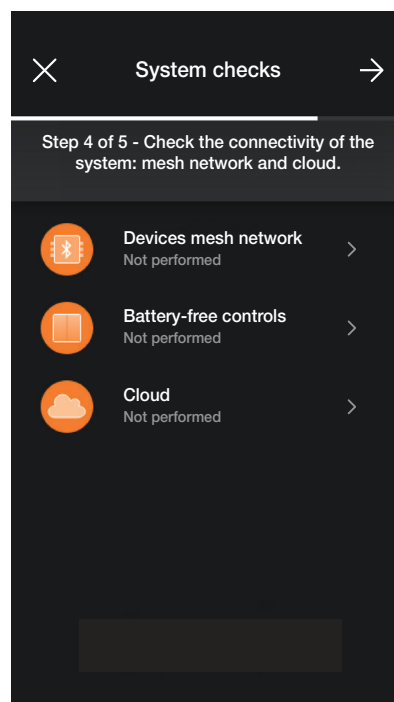 System checks
Step 4 of 5 - Check the connectivity of the
system: mesh network and cloud.
Devices mesh network
Not performed
Battery-free controls
Not performed
Cloud
Not performed